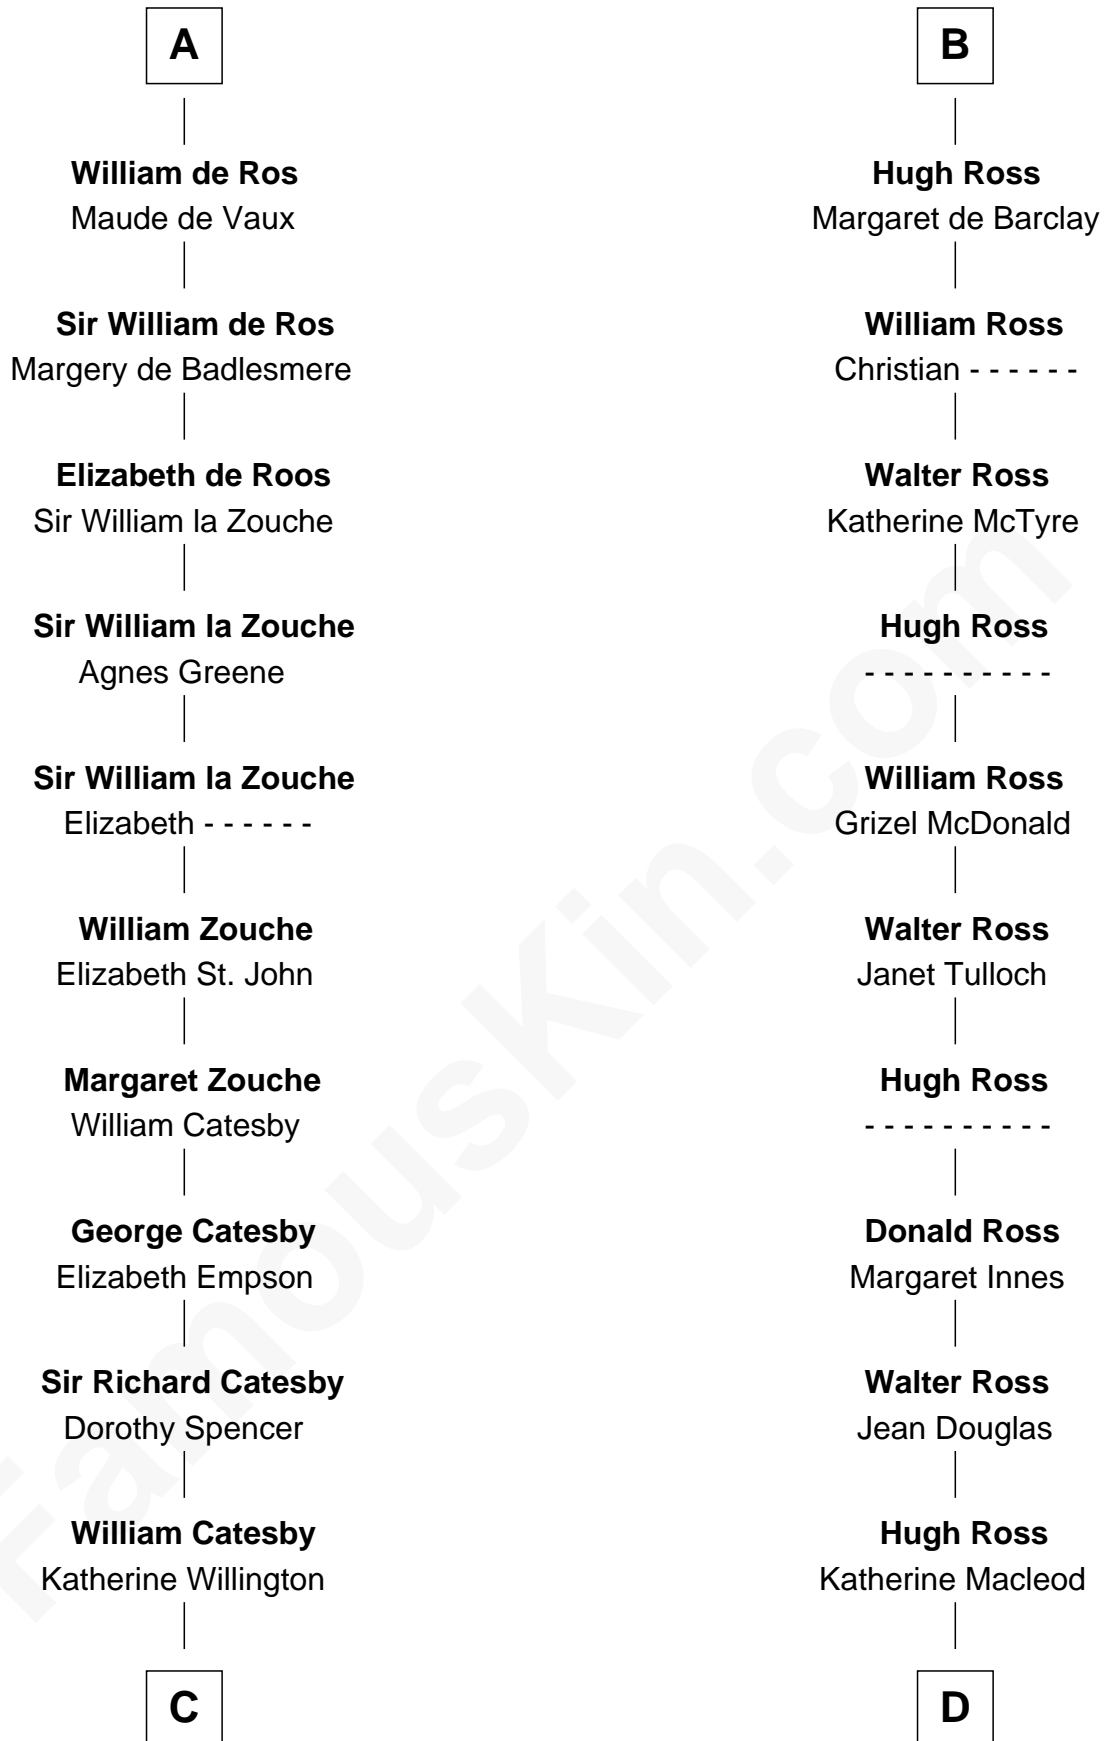 A
William de Ros
Maude de Vaux
Sir William de Ros
Margery de Badlesmere
Elizabeth de Roos
Sir William la Zouche
Sir William la Zouche
Agnes Greene
Sir William la Zouche
Elizabeth - - - - - -
William Zouche
Elizabeth St. John
Margaret Zouche
William Catesby
George Catesby
Elizabeth Empson
Sir Richard Catesby
Dorothy Spencer
William Catesby
Katherine Willington
C
B
Hugh Ross
Margaret de Barclay
William Ross
Christian - - - - - -
Walter Ross
Katherine McTyre
Hugh Ross
- - - - - - - - - -
William Ross
Grizel McDonald
Walter Ross
Janet Tulloch
Hugh Ross
- - - - - - - - - -
Donald Ross
Margaret Innes
Walter Ross
Jean Douglas
Hugh Ross
Katherine Macleod
D
FamousKin.com